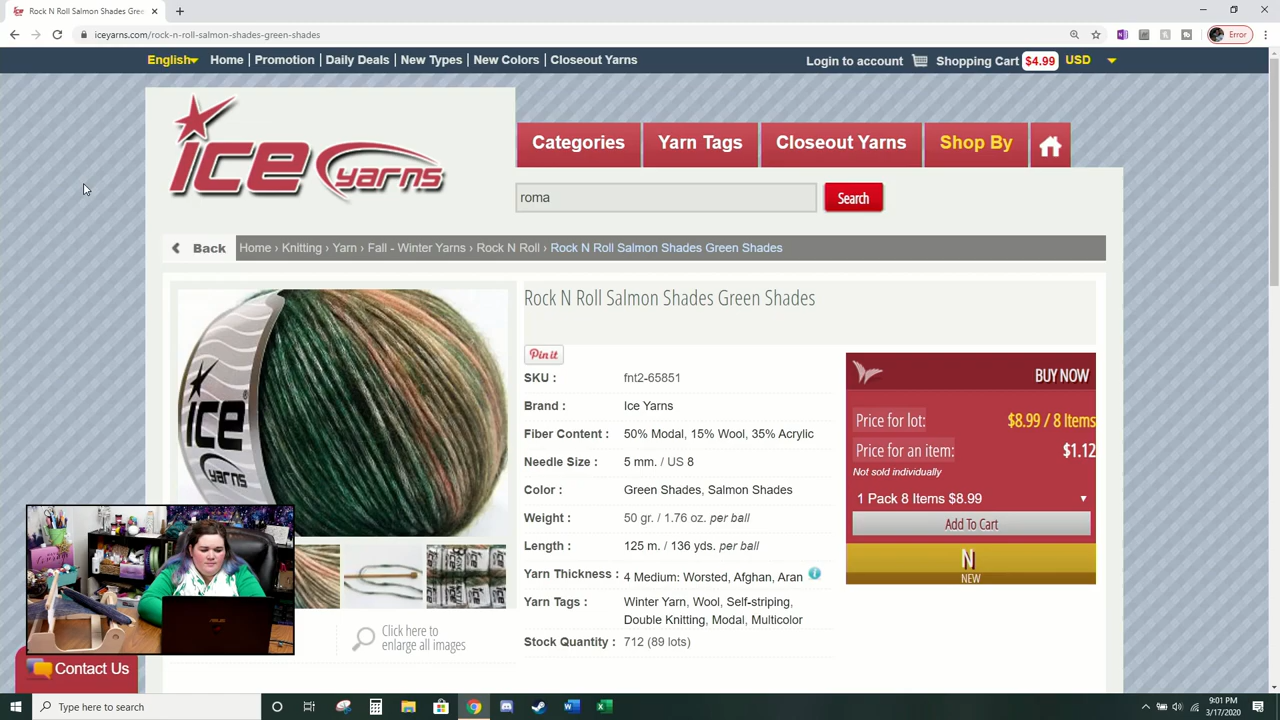 Rock N Roll Salmon Shades Gree
iceyarns.com/rock-n-roll-salmon-shades-green-shades
Error
English
Home | Promotion | Daily Deals | New Types | New Colors | Closeout Yarns
Login to account
Shopping Cart $4.99
USD
ice yarns
Categories
Yarn Tags
Closeout Yarns
Shop By
roma
Search
Back
Home › Knitting › Yarn › Fall - Winter Yarns › Rock N Roll › Rock N Roll Salmon Shades Green Shades
Rock N Roll Salmon Shades Green Shades
Pin it
SKU : fnt2-65851
Brand : Ice Yarns
Fiber Content : 50% Modal, 15% Wool, 35% Acrylic
Needle Size : 5 mm. / US 8
Color : Green Shades, Salmon Shades
Weight : 50 gr. / 1.76 oz. per ball
Length : 125 m. / 136 yds. per ball
Yarn Thickness : 4 Medium: Worsted, Afghan, Aran
Yarn Tags : Winter Yarn, Wool, Self-striping,
Double Knitting, Modal, Multicolor
Stock Quantity : 712 (89 lots)
BUY NOW
Price for lot: $8.99 / 8 Items
Price for an item: $1.12
Not sold individually
1 Pack 8 Items $8.99
Add To Cart
N
NEW
ICE
yarns
Click here to
enlarge all images
ASUS
Contact Us
Type here to search
9:01 PM
3/17/2020